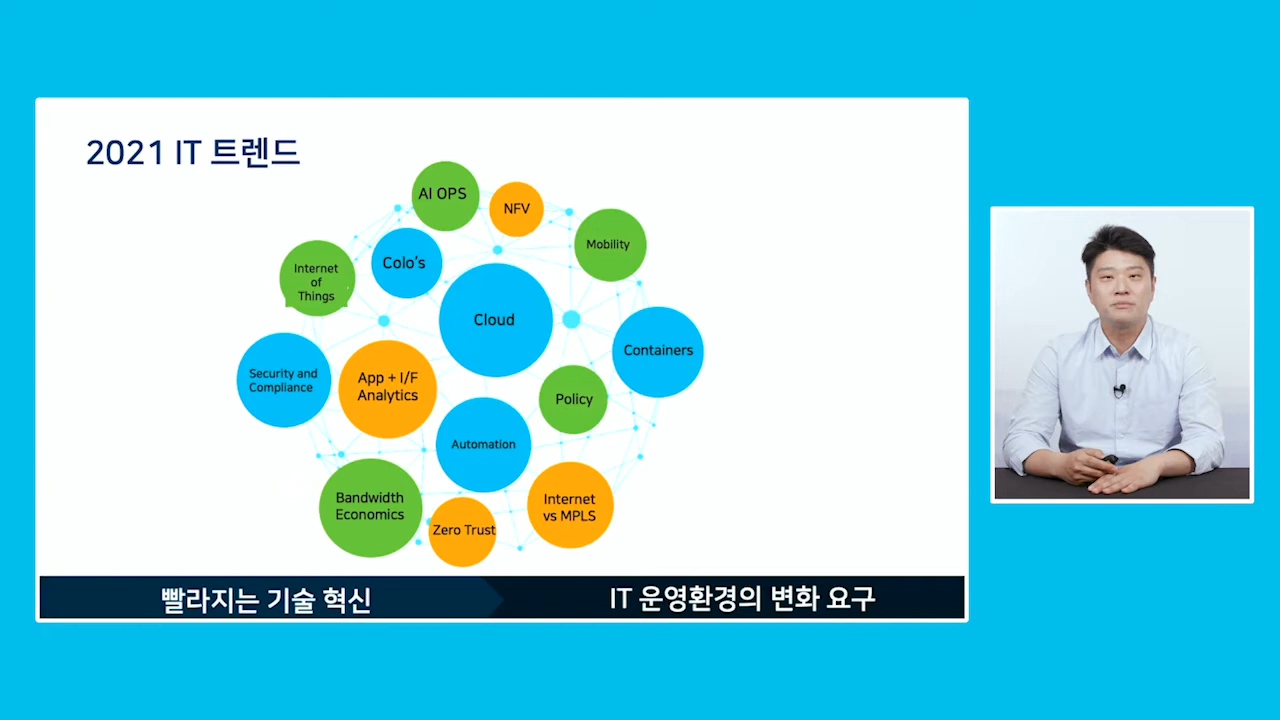 2021 IT 트렌드
AI OPS
NFV
Mobility
Colo's
Internet
of
Things
Cloud
Containers
Security and
Compliance
App + I/F
Analytics
Policy
Automation
Bandwidth
Economics
Internet
vs MPLS
Zero Trust
빨라지는 기술 혁신
IT 운영환경의 변화 요구